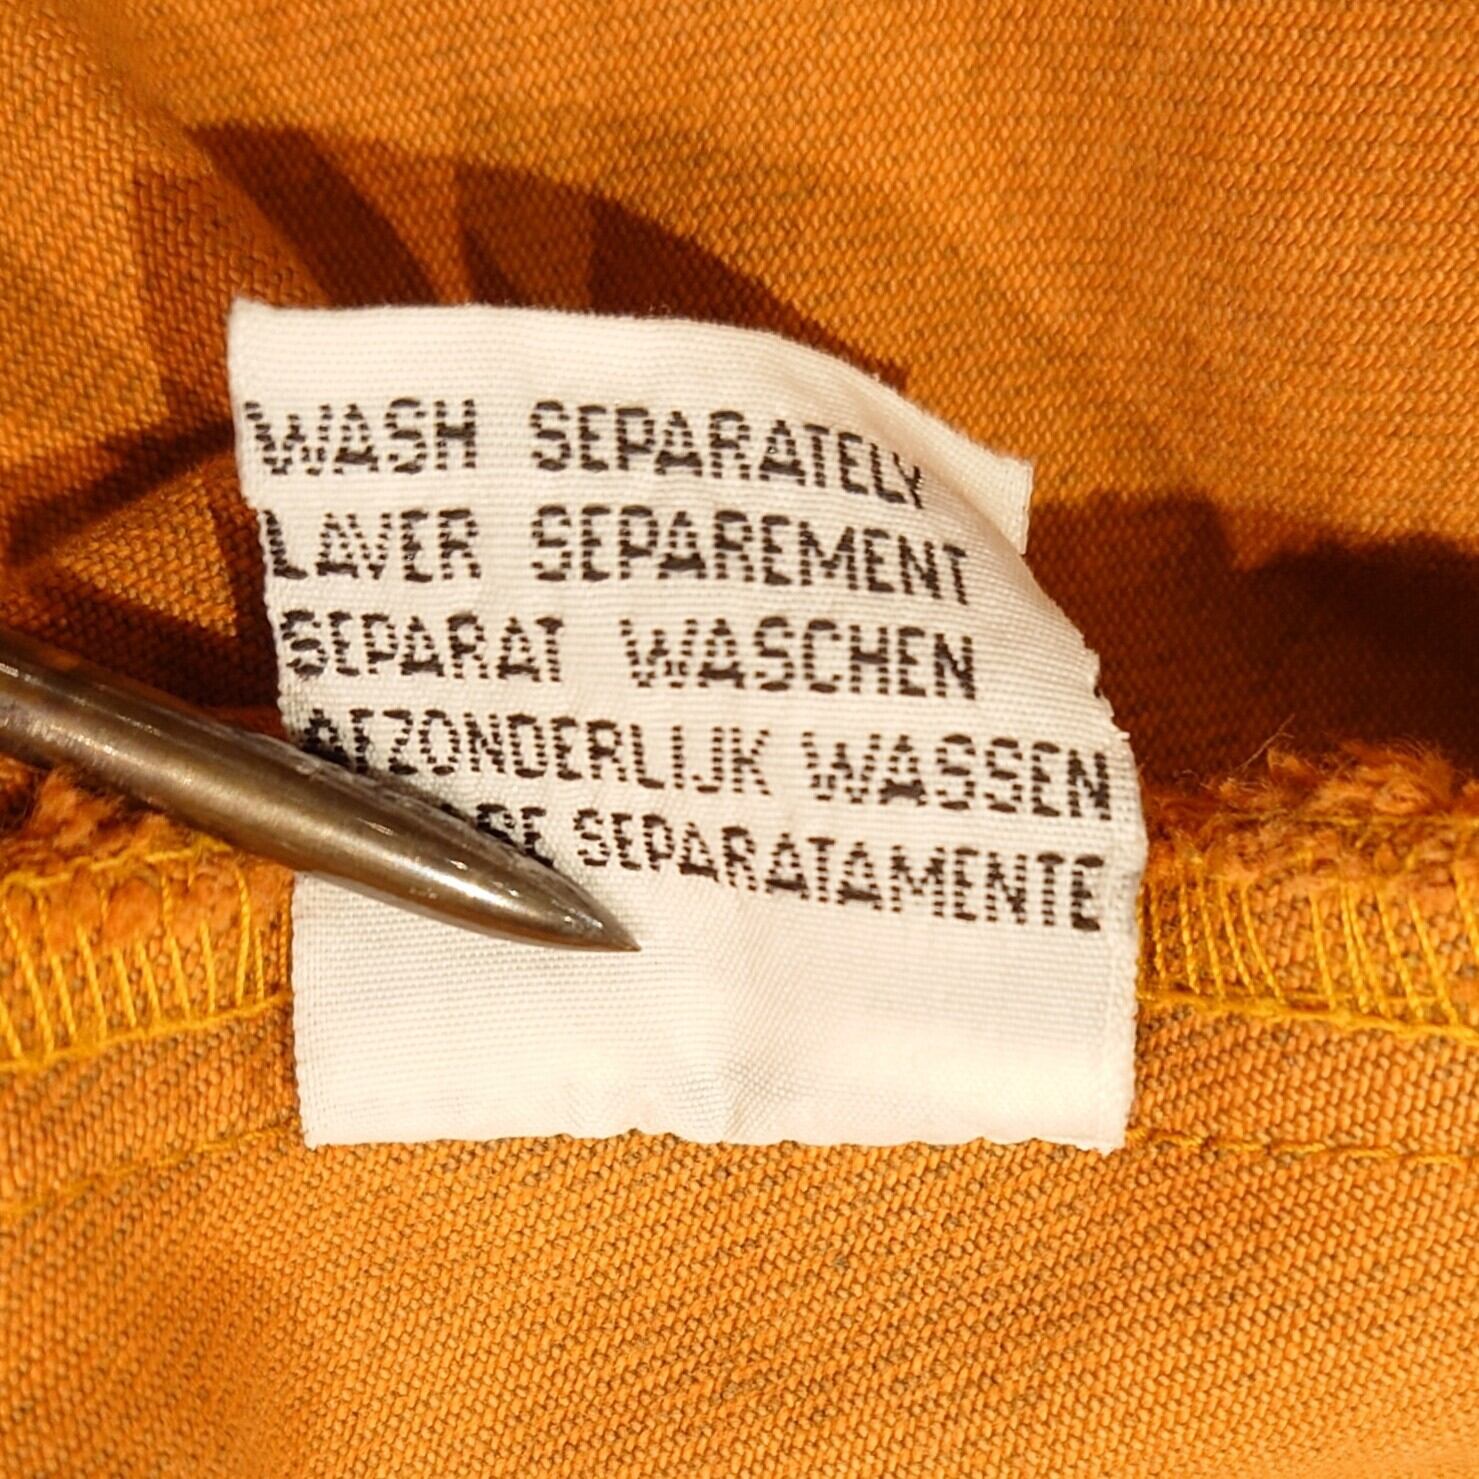 WASH SEPARATELY
LAVER SEPAREMENT
SEPARAT WASCHEN
AFZONDERLIJK WASSEN
SEPARATAMENTE